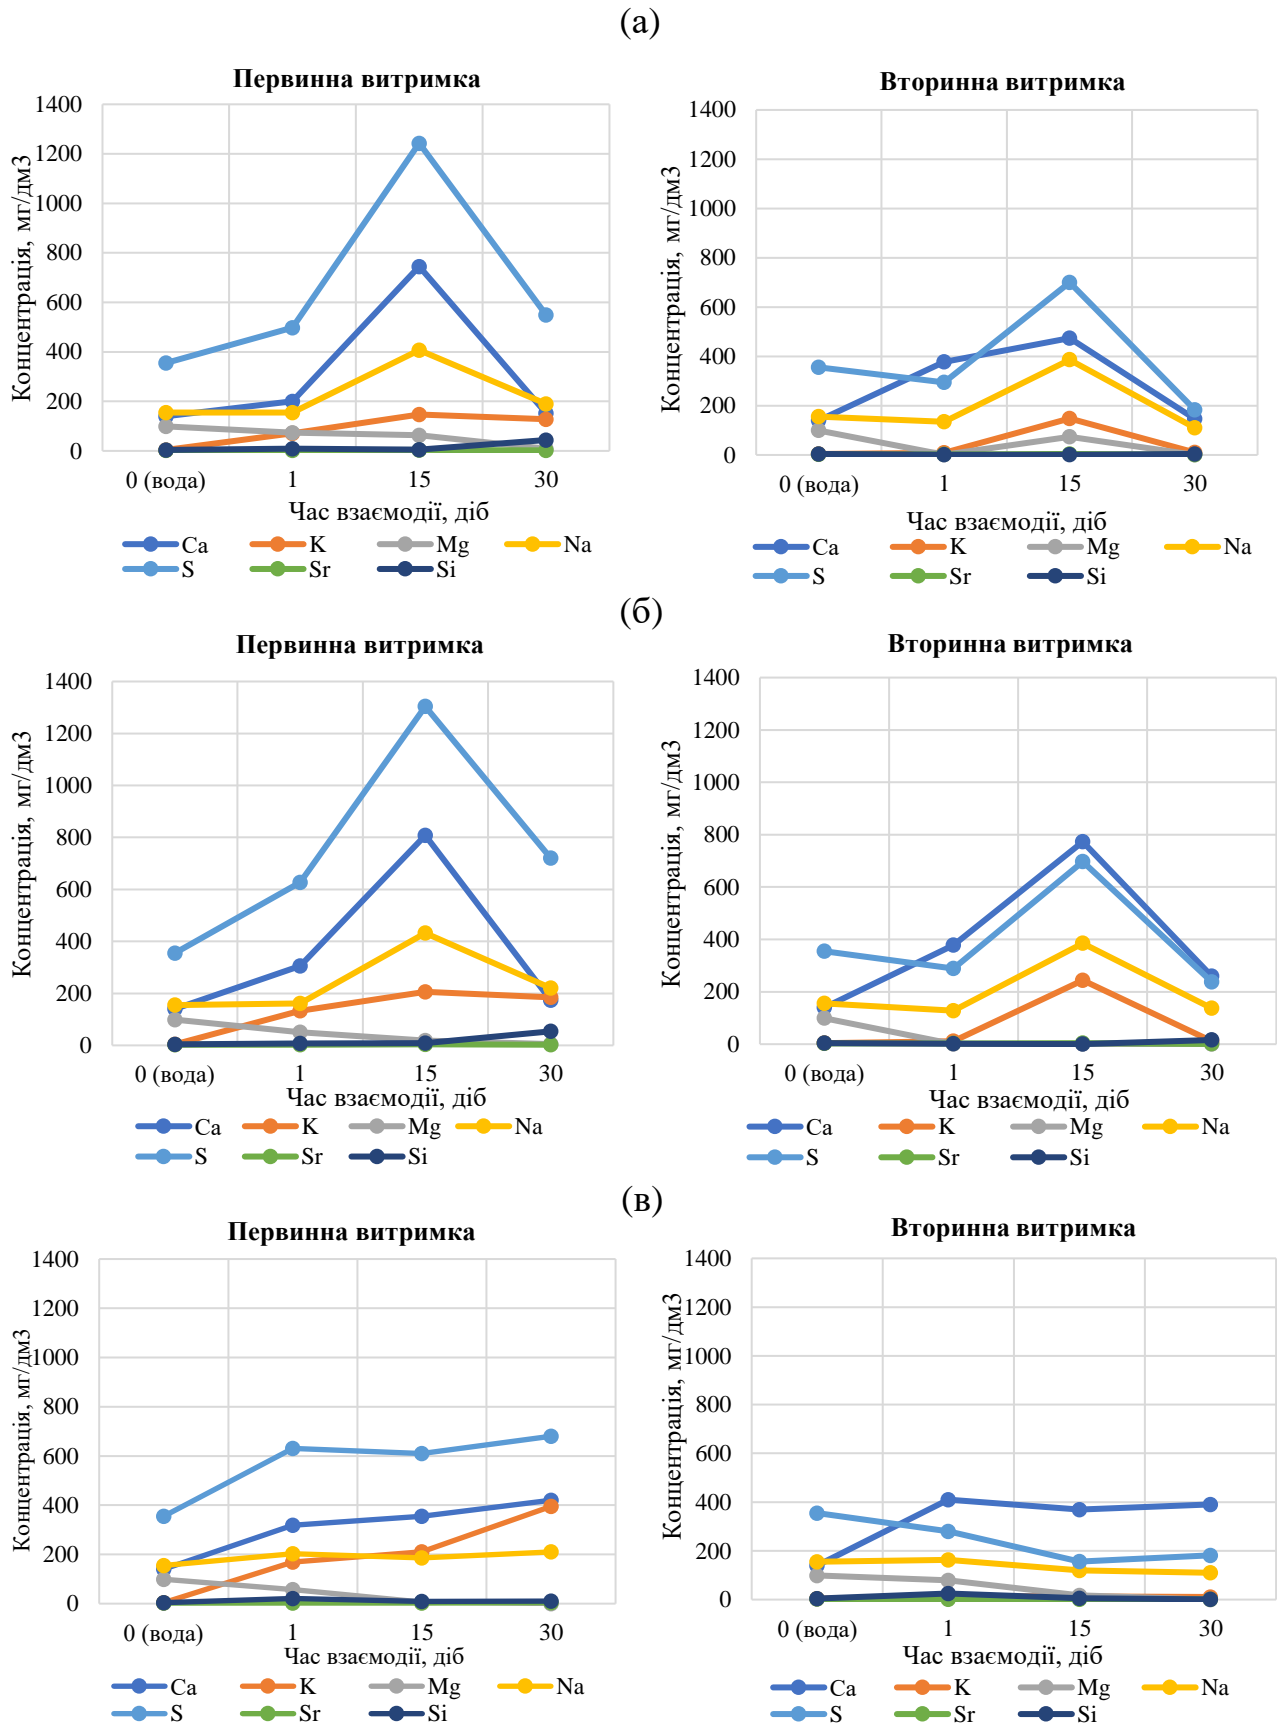 (а)
Первинна витримка
1400
1200
1000
800
600
400
200
0
Концентрація, мг/дм3
0 (вода) 1 15 30
Час взаємодії, діб
Ca K Mg Na
S Sr Si
Вторинна витримка
1400
1200
1000
800
600
400
200
0
Концентрація, мг/дм3
0 (вода) 1 15 30
Час взаємодії, діб
Ca K Mg Na
S Sr Si
(б)
Первинна витримка
1400
1200
1000
800
600
400
200
0
Концентрація, мг/дм3
0 (вода) 1 15 30
Час взаємодії, діб
Ca K Mg Na
S Sr Si
Вторинна витримка
1400
1200
1000
800
600
400
200
0
Концентрація, мг/дм3
0 (вода) 1 15 30
Час взаємодії, діб
Ca K Mg Na
S Sr Si
(в)
Первинна витримка
1400
1200
1000
800
600
400
200
0
Концентрація, мг/дм3
0 (вода) 1 15 30
Час взаємодії, діб
Ca K Mg Na
S Sr Si
Вторинна витримка
1400
1200
1000
800
600
400
200
0
Концентрація, мг/дм3
0 (вода) 1 15 30
Час взаємодії, діб
Ca K Mg Na
S Sr Si